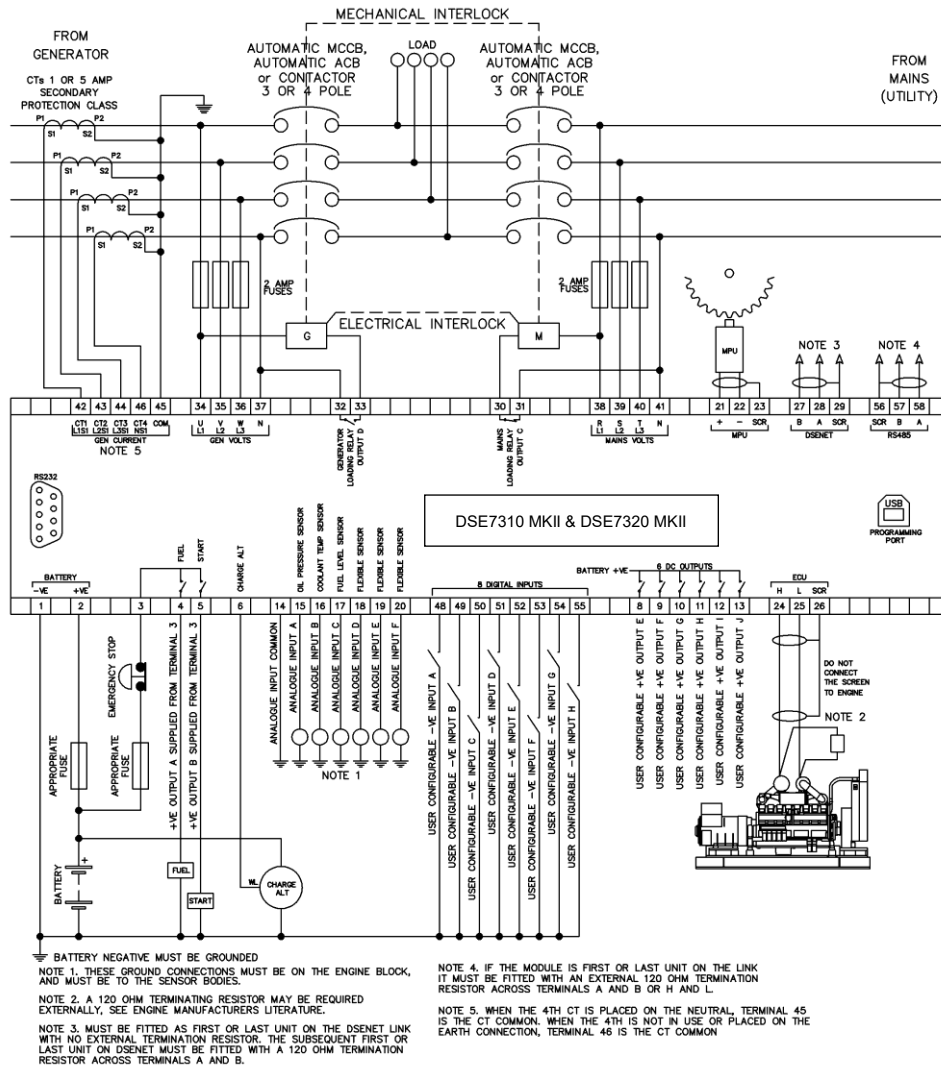 MECHANICAL INTERLOCK
FROM
GENERATOR
CTs 1 OR 5 AMP
SECONDARY
PROTECTION CLASS
AUTOMATIC MCCB,
AUTOMATIC ACB
or CONTACTOR
3 OR 4 POLE
LOAD
AUTOMATIC MCCB,
AUTOMATIC ACB
or CONTACTOR
3 OR 4 POLE
FROM
MAINS
(UTILITY)
P1 P2
S1 S2
P1 P2
S1 S2
P1 P2
S1 S2
P1 P2
S1 S2
2 AMP
FUSES
2 AMP
FUSES
G
ELECTRICAL INTERLOCK
M
MPU
NOTE 3
NOTE 4
42 43 44 46 45 34 35 36 37 32 33 30 31 38 39 40 41 21 22 23 27 28 29 56 57 58
CT1 CT2 CT3 CT4 COM
L1S1 L2S1 L3S1 NS1
GEN CURRENT
NOTE 5
U V W N
L1 L2 L3
GEN VOLTS
GENERATOR
LOADING RELAY
OUTPUT D
MAINS
LOADING RELAY
OUTPUT C
R S T N
L1 L2 L3
MAINS VOLTS
+ − SCR
MPU
B A SCR
DSENET
SCR B A
RS485
RS232
DSE7310 MKII & DSE7320 MKII
USB
PROGRAMMING
PORT
BATTERY
−VE +VE
FUEL
START
CHARGE ALT
OIL PRESSURE SENSOR
COOLANT TEMP SENSOR
FUEL LEVEL SENSOR
FLEXIBLE SENSOR
FLEXIBLE SENSOR
FLEXIBLE SENSOR
8 DIGITAL INPUTS
BATTERY +VE
6 DC OUTPUTS
ECU
H L SCR
1 2 3 4 5 6 14 15 16 17 18 19 20 48 49 50 51 52 53 54 55 8 9 10 11 12 13 24 25 26
EMERGENCY STOP
APPROPRIATE
FUSE
APPROPRIATE
FUSE
+VE OUTPUT A SUPPLIED FROM TERMINAL 3
+VE OUTPUT B SUPPLIED FROM TERMINAL 3
ANALOGUE INPUT COMMON
ANALOGUE INPUT A
ANALOGUE INPUT B
ANALOGUE INPUT C
ANALOGUE INPUT D
ANALOGUE INPUT E
ANALOGUE INPUT F
NOTE 1
USER CONFIGURABLE −VE INPUT A
USER CONFIGURABLE −VE INPUT B
USER CONFIGURABLE −VE INPUT C
USER CONFIGURABLE −VE INPUT D
USER CONFIGURABLE −VE INPUT E
USER CONFIGURABLE −VE INPUT F
USER CONFIGURABLE −VE INPUT G
USER CONFIGURABLE −VE INPUT H
USER CONFIGURABLE +VE OUTPUT E
USER CONFIGURABLE +VE OUTPUT F
USER CONFIGURABLE +VE OUTPUT G
USER CONFIGURABLE +VE OUTPUT H
USER CONFIGURABLE +VE OUTPUT I
USER CONFIGURABLE +VE OUTPUT J
DO NOT
CONNECT
THE SCREEN
TO ENGINE
NOTE 2
BATTERY
+
FUEL
START
WL
CHARGE
ALT
BATTERY NEGATIVE MUST BE GROUNDED
NOTE 1. THESE GROUND CONNECTIONS MUST BE ON THE ENGINE BLOCK,
AND MUST BE TO THE SENSOR BODIES.
NOTE 2. A 120 OHM TERMINATING RESISTOR MAY BE REQUIRED
EXTERNALLY, SEE ENGINE MANUFACTURERS LITERATURE.
NOTE 3. MUST BE FITTED AS FIRST OR LAST UNIT ON THE DSENET LINK
WITH NO EXTERNAL TERMINATION RESISTOR. THE SUBSEQUENT FIRST OR
LAST UNIT ON DSENET MUST BE FITTED WITH A 120 OHM TERMINATION
RESISTOR ACROSS TERMINALS A AND B.
NOTE 4. IF THE MODULE IS FIRST OR LAST UNIT ON THE LINK
IT MUST BE FITTED WITH AN EXTERNAL 120 OHM TERMINATION
RESISTOR ACROSS TERMINALS A AND B OR H AND L.
NOTE 5. WHEN THE 4TH CT IS PLACED ON THE NEUTRAL, TERMINAL 45
IS THE CT COMMON. WHEN THE 4TH IS NOT IN USE OR PLACED ON THE
EARTH CONNECTION, TERMINAL 46 IS THE CT COMMON